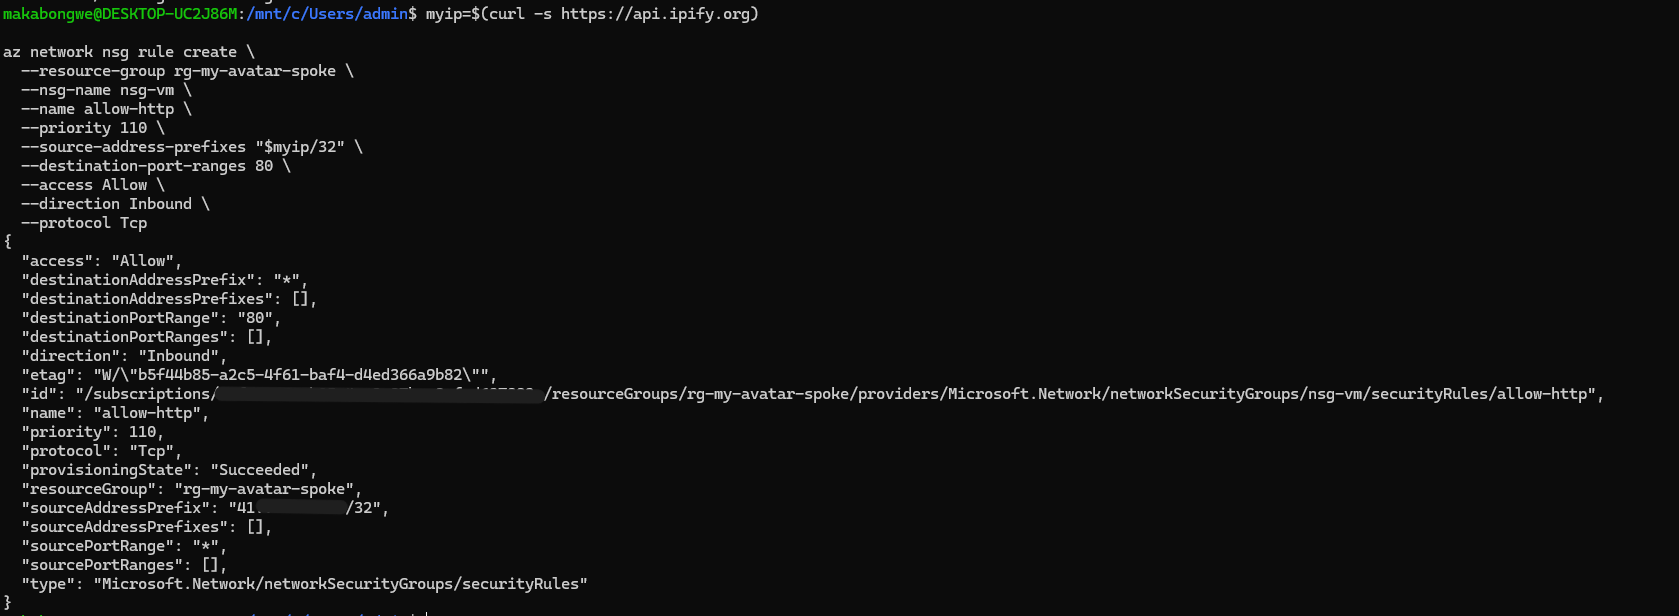 makabongwe@DESKTOP-UC2J86M:/mnt/c/Users/admin$ myip=$(curl -s https://api.ipify.org)
az network nsg rule create \
  --resource-group rg-my-avatar-spoke \
  --nsg-name nsg-vm \
  --name allow-http \
  --priority 110 \
  --source-address-prefixes "$myip/32" \
  --destination-port-ranges 80 \
  --access Allow \
  --direction Inbound \
  --protocol Tcp
{
  "access": "Allow",
  "destinationAddressPrefix": "*",
  "destinationAddressPrefixes": [],
  "destinationPortRange": "80",
  "destinationPortRanges": [],
  "direction": "Inbound",
  "etag": "W/\"b5f44b85-a2c5-4f61-baf4-d4ed366a9b82\"",
  "id": "/subscriptions/ /resourceGroups/rg-my-avatar-spoke/providers/Microsoft.Network/networkSecurityGroups/nsg-vm/securityRules/allow-http",
  "name": "allow-http",
  "priority": 110,
  "protocol": "Tcp",
  "provisioningState": "Succeeded",
  "resourceGroup": "rg-my-avatar-spoke",
  "sourceAddressPrefix": "41. /32",
  "sourceAddressPrefixes": [],
  "sourcePortRange": "*",
  "sourcePortRanges": [],
  "type": "Microsoft.Network/networkSecurityGroups/securityRules"
}